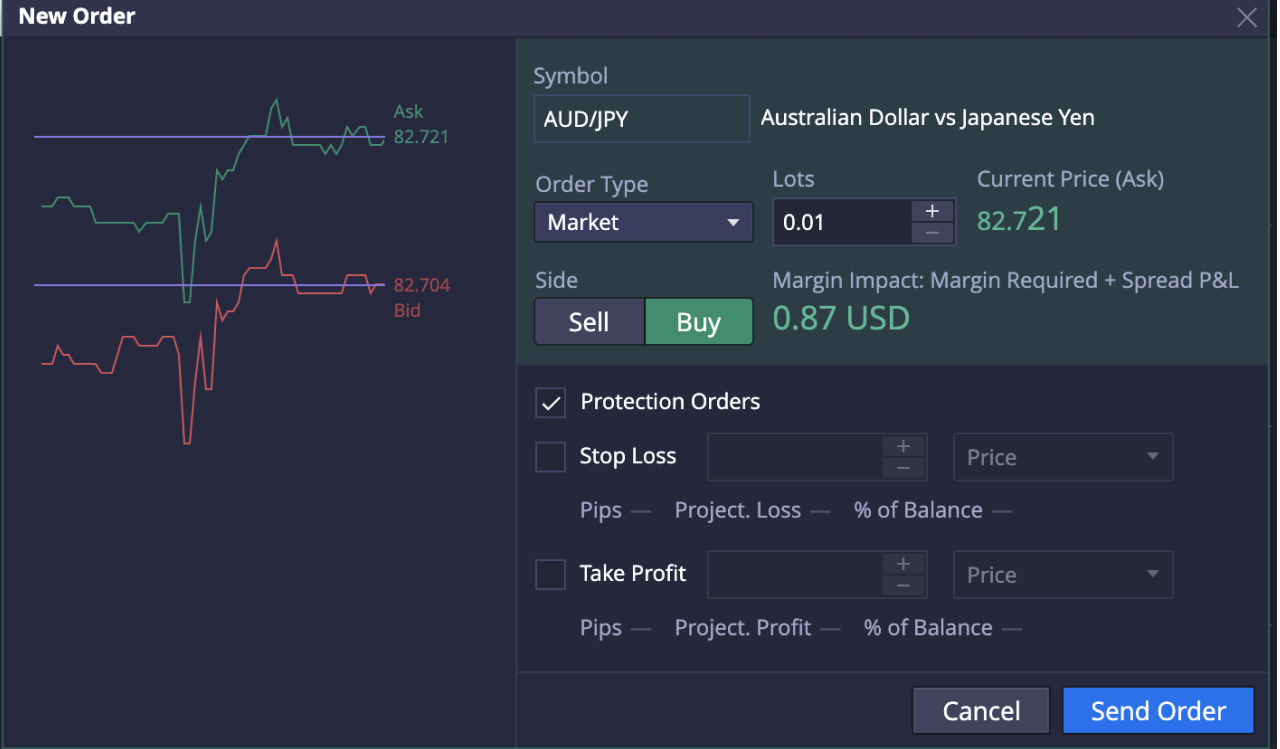 New Order
Ask
82.721
82.704
Bid
Symbol
AUD/JPY Australian Dollar vs Japanese Yen
Order Type Lots Current Price (Ask)
Market 0.01 + − 82.721
Side Margin Impact: Margin Required + Spread P&L
Sell Buy 0.87 USD
Protection Orders
Stop Loss + − Price
Pips — Project. Loss — % of Balance —
Take Profit + − Price
Pips — Project. Profit — % of Balance —
Cancel Send Order